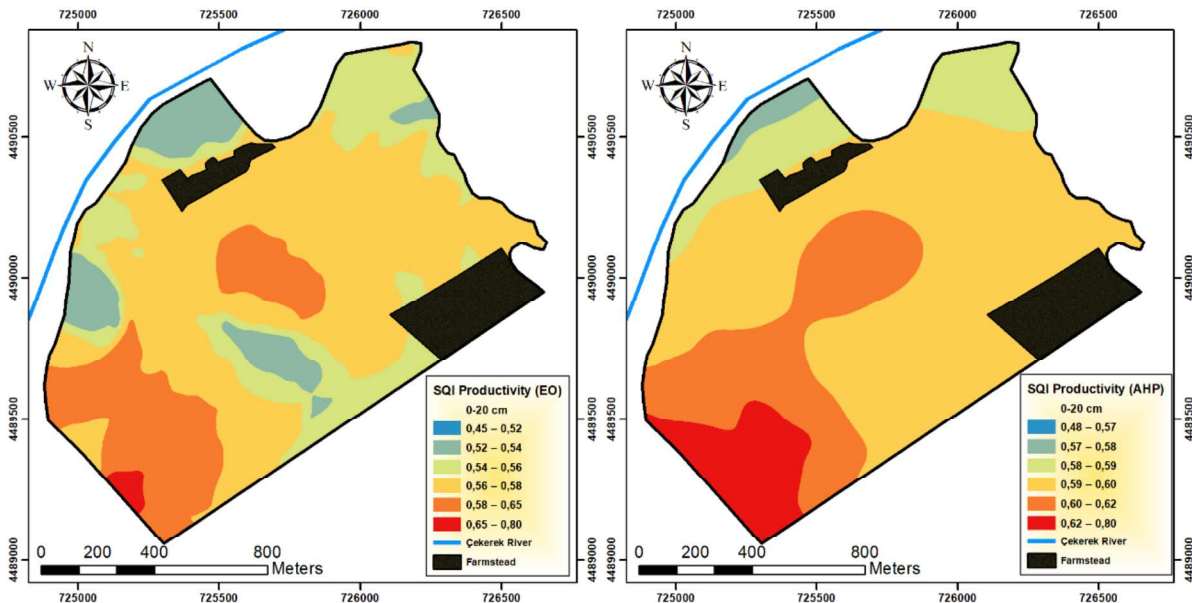 725000 725500 726000 726500
N
W E
S
4490500
4490000
4489500
4489000
SQI Productivity (EO)
0-20 cm
0,45 – 0,52
0,52 – 0,54
0,54 – 0,56
0,56 – 0,58
0,58 – 0,65
0,65 – 0,80
Çekerek River
Farmstead
0 200 400 800
Meters
725000 725500 726000 726500
725000 725500 726000 726500
N
W E
S
4490500
4490000
4489500
4489000
4490500
4490000
4489500
4489000
SQI Productivity (AHP)
0-20 cm
0,48 – 0,57
0,57 – 0,58
0,58 – 0,59
0,59 – 0,60
0,60 – 0,62
0,62 – 0,80
Çekerek River
Farmstead
0 200 400 800
Meters
725000 725500 726000 726500